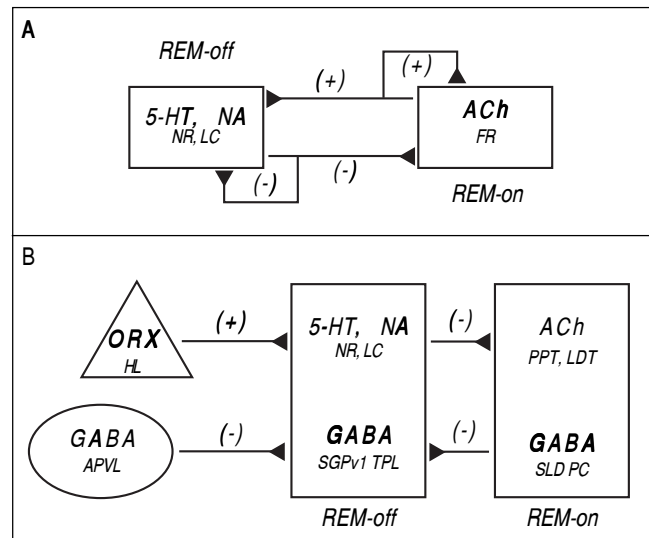 A
REM-off
(+)
(+)
5-HT, NA
NR, LC
ACh
FR
(-)
(-)
REM-on
B
ORX
HL
(+)
5-HT, NA
NR, LC
(-)
ACh
PPT, LDT
GABA
APVL
(-)
GABA
SGPv1 TPL
(-)
GABA
SLD PC
REM-off
REM-on